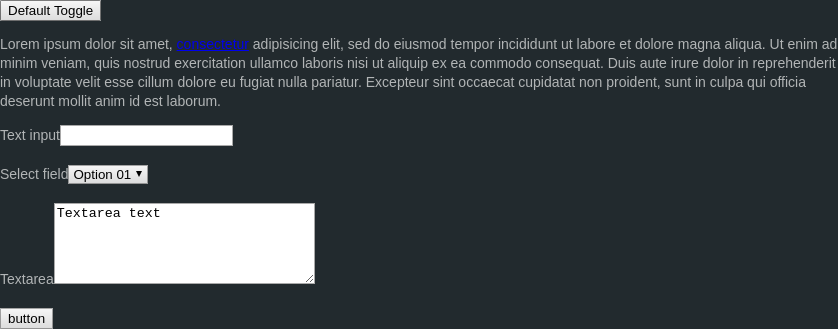 Default Toggle
Lorem ipsum dolor sit amet, consectetur adipisicing elit, sed do eiusmod tempor incididunt ut labore et dolore magna aliqua. Ut enim ad
minim veniam, quis nostrud exercitation ullamco laboris nisi ut aliquip ex ea commodo consequat. Duis aute irure dolor in reprehenderit
in voluptate velit esse cillum dolore eu fugiat nulla pariatur. Excepteur sint occaecat cupidatat non proident, sunt in culpa qui officia
deserunt mollit anim id est laborum.
Text input
Select field Option 01
Textarea text
Textarea
button